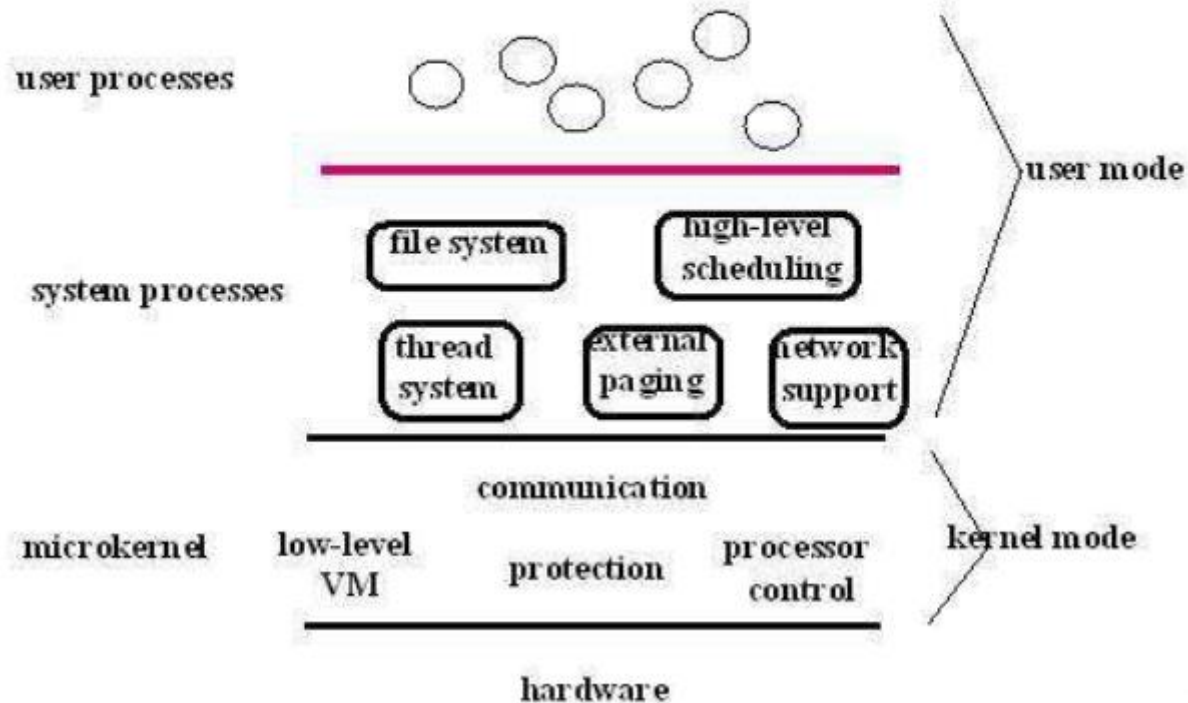 user processes
user mode
file system
high-level
scheduling
system processes
thread
system
external
paging
network
support
communication
microkernel
low-level
VM
protection
processor
control
kernel mode
hardware